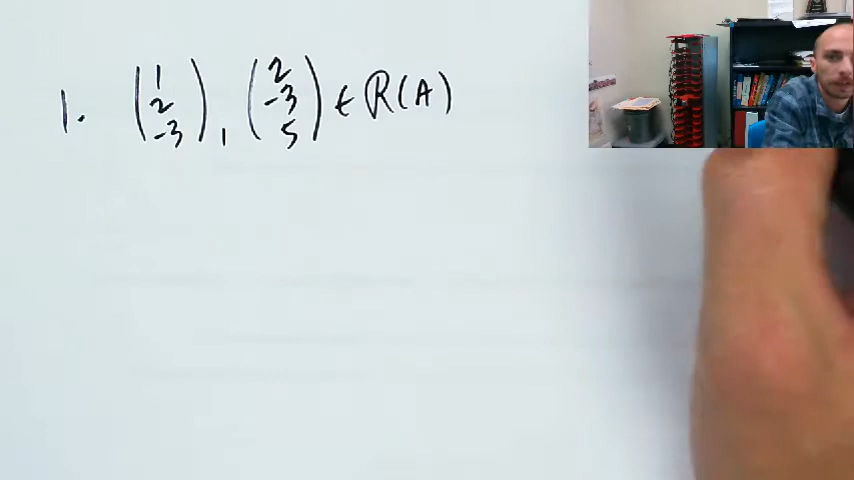 1. (1 2 -3), (2 -3 5) ∈ R(A)